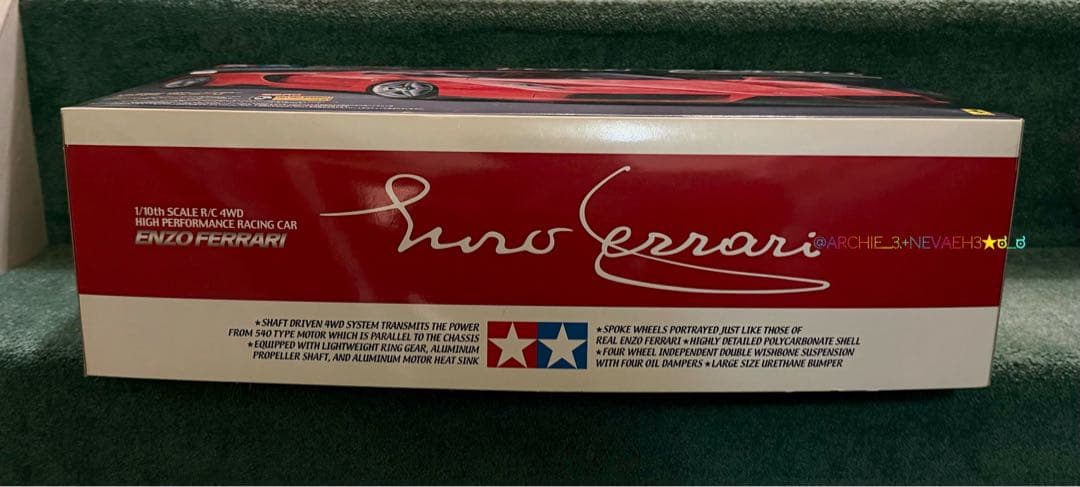 1/10th SCALE R/C 4WD
HIGH PERFORMANCE RACING CAR
ENZO FERRARI
Enzo Ferrari
@ARCHIE_3.+NEVAEH3★
★SHAFT DRIVEN 4WD SYSTEM TRANSMITS THE POWER
FROM 540 TYPE MOTOR WHICH IS PARALLEL TO THE CHASSIS
★EQUIPPED WITH LIGHTWEIGHT RING GEAR, ALUMINUM
PROPELLER SHAFT, AND ALUMINUM MOTOR HEAT SINK
★SPOKE WHEELS PORTRAYED JUST LIKE THOSE OF
REAL ENZO FERRARI ★HIGHLY DETAILED POLYCARBONATE SHELL
★FOUR WHEEL INDEPENDENT DOUBLE WISHBONE SUSPENSION
WITH FOUR OIL DAMPERS ★LARGE SIZE URETHANE BUMPER